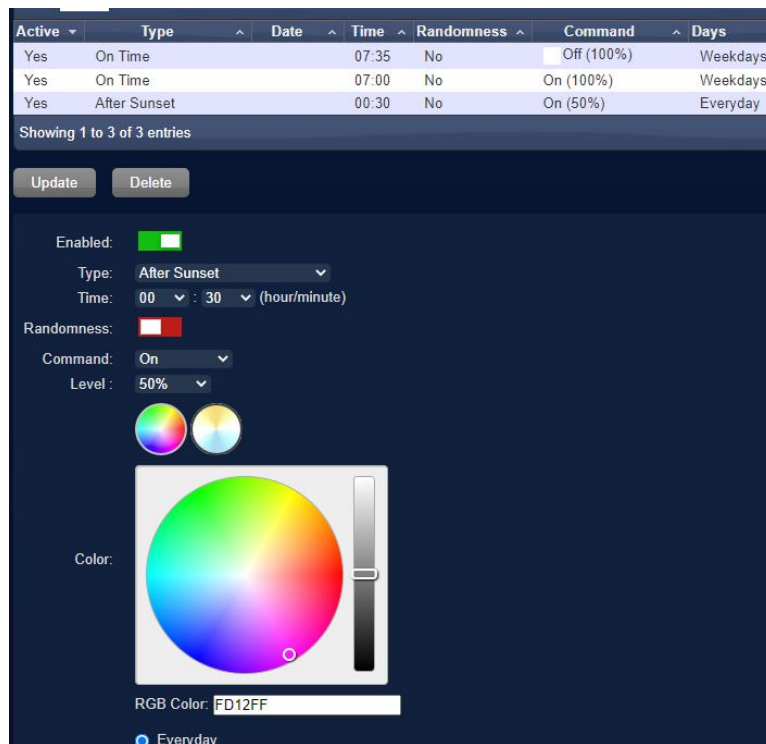 Active Type Date Time Randomness Command Days
Yes On Time 07:35 No Off (100%) Weekdays
Yes On Time 07:00 No On (100%) Weekdays
Yes After Sunset 00:30 No On (50%) Everyday
Showing 1 to 3 of 3 entries
Update Delete
Enabled:
Type: After Sunset
Time: 00 : 30 (hour/minute)
Randomness:
Command: On
Level : 50%
Color:
RGB Color: FD12FF
Everyday